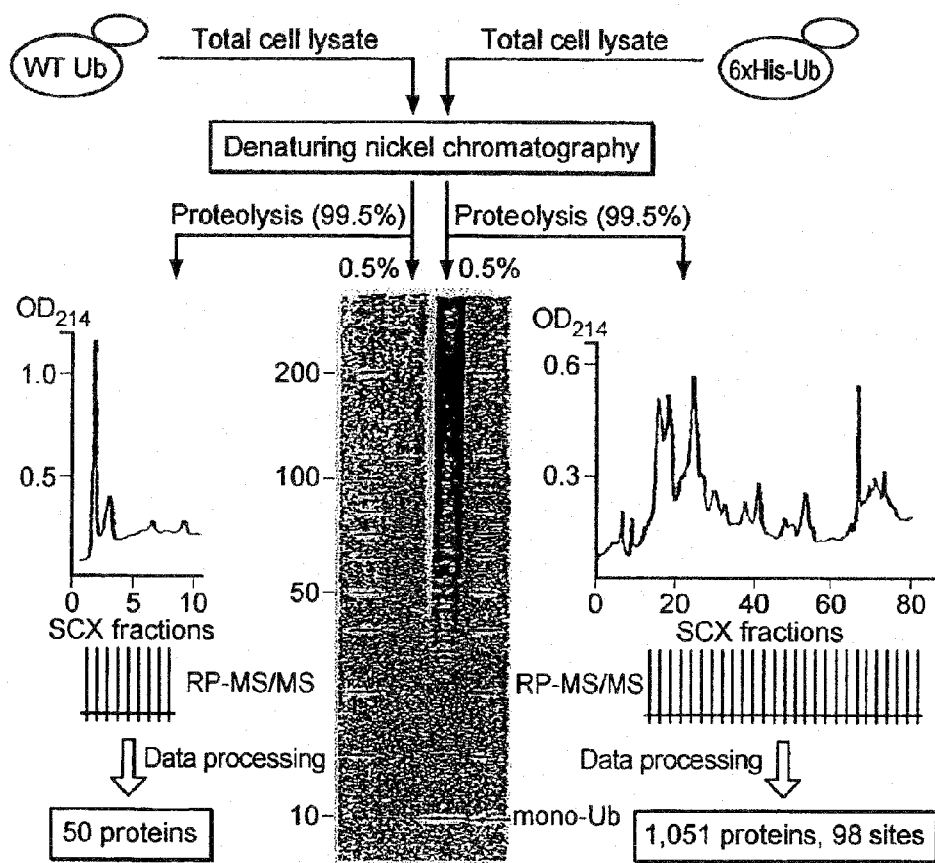 Total cell lysate
Total cell lysate
WT Ub
6xHis-Ub
Denaturing nickel chromatography
Proteolysis (99.5%)
Proteolysis (99.5%)
0.5%
0.5%
OD214
1.0
0.5
0
5
10
SCX fractions
RP-MS/MS
Data processing
50 proteins
200
100
50
10
mono-Ub
OD214
0.6
0.3
0
20
40
60
80
SCX fractions
RP-MS/MS
Data processing
1,051 proteins, 98 sites